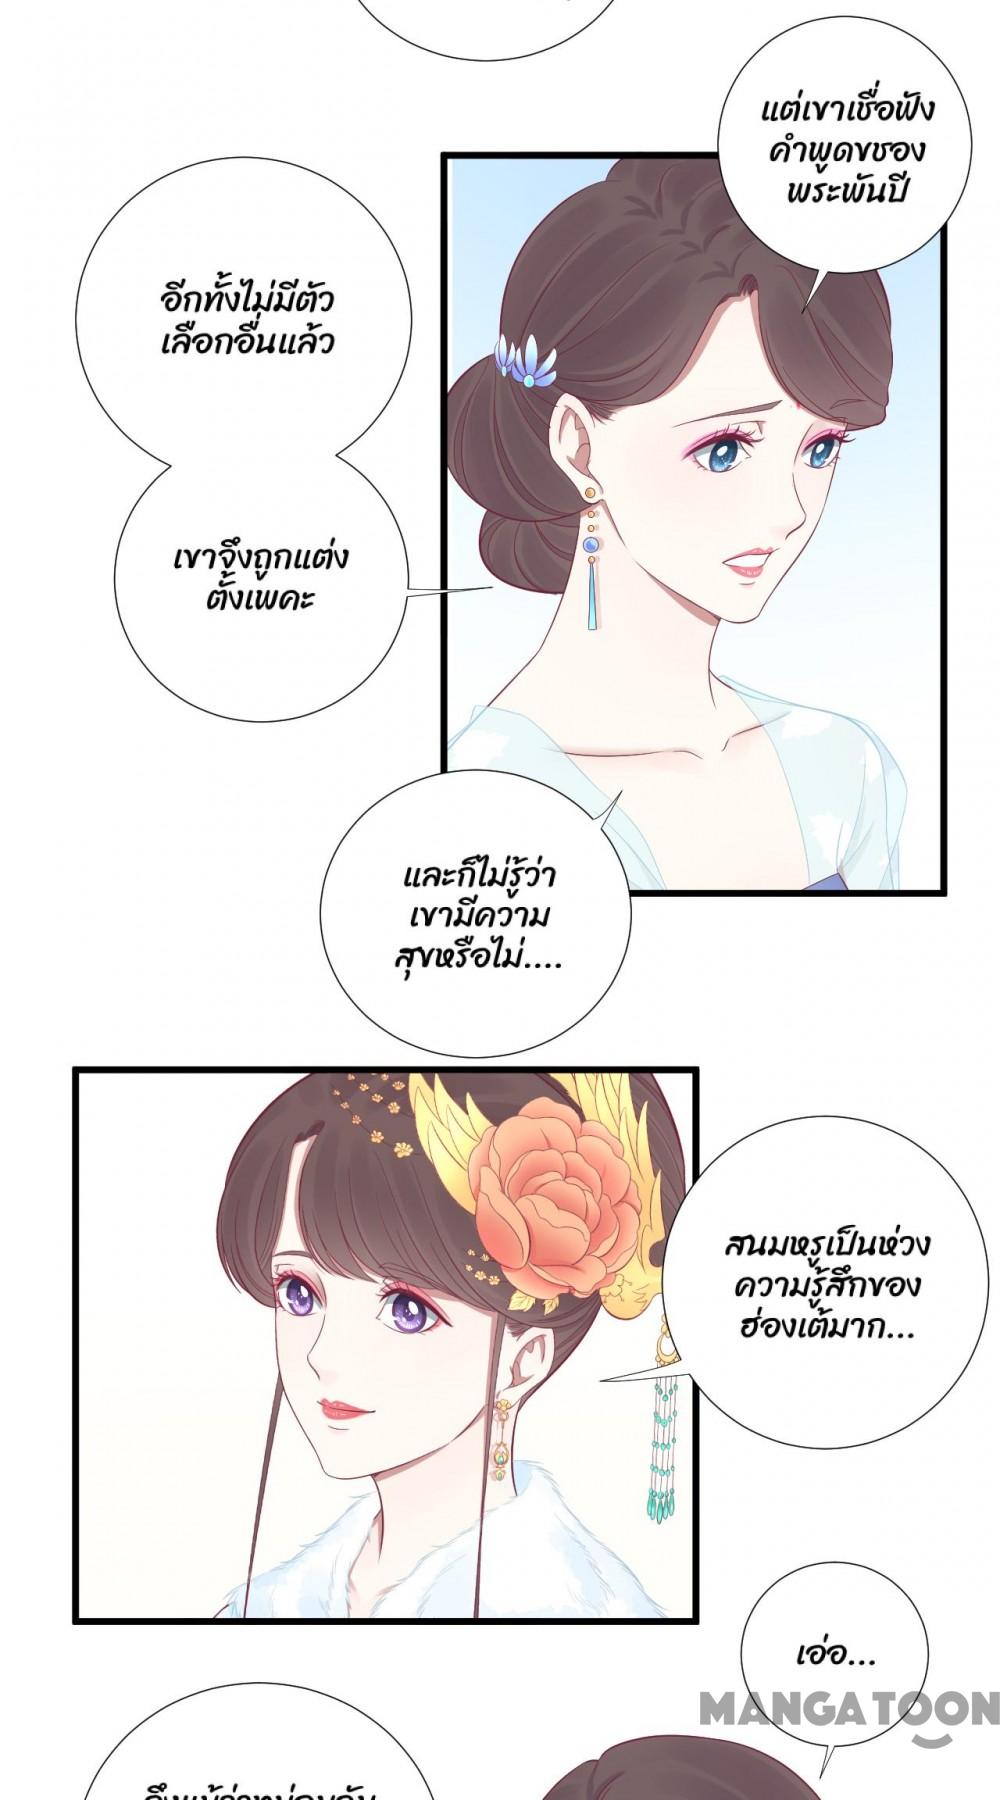 แต่เขาเชื่อฟัง
คำพูดขของ
พระพันปี
อีกทั้งไม่มีตัว
เลือกอื่นแล้ว
เขาจึงถูกแต่ง
ตั้งเพคะ
และก็ไม่รู้ว่า
เขามีความ
สุขหรือไม่....
สนมหรูเป็นห่วง
ความรู้สึกของ
ฮ่องเต้มาก...
เอ่อ...
MANGATOON